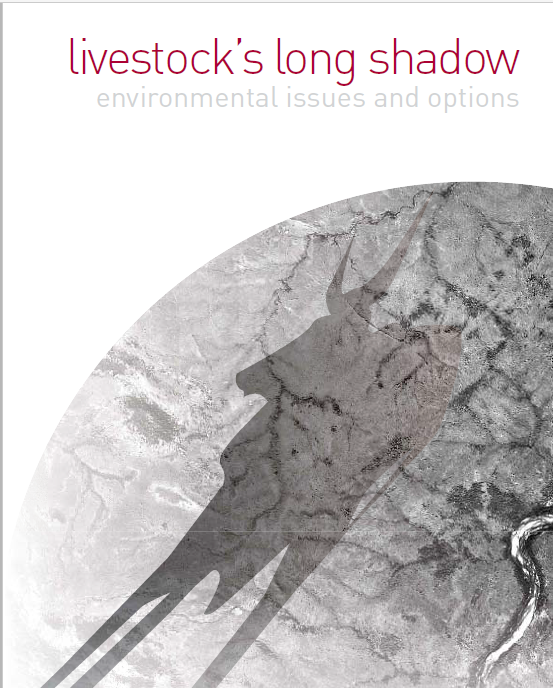 livestock’s long shadow
environmental issues and options